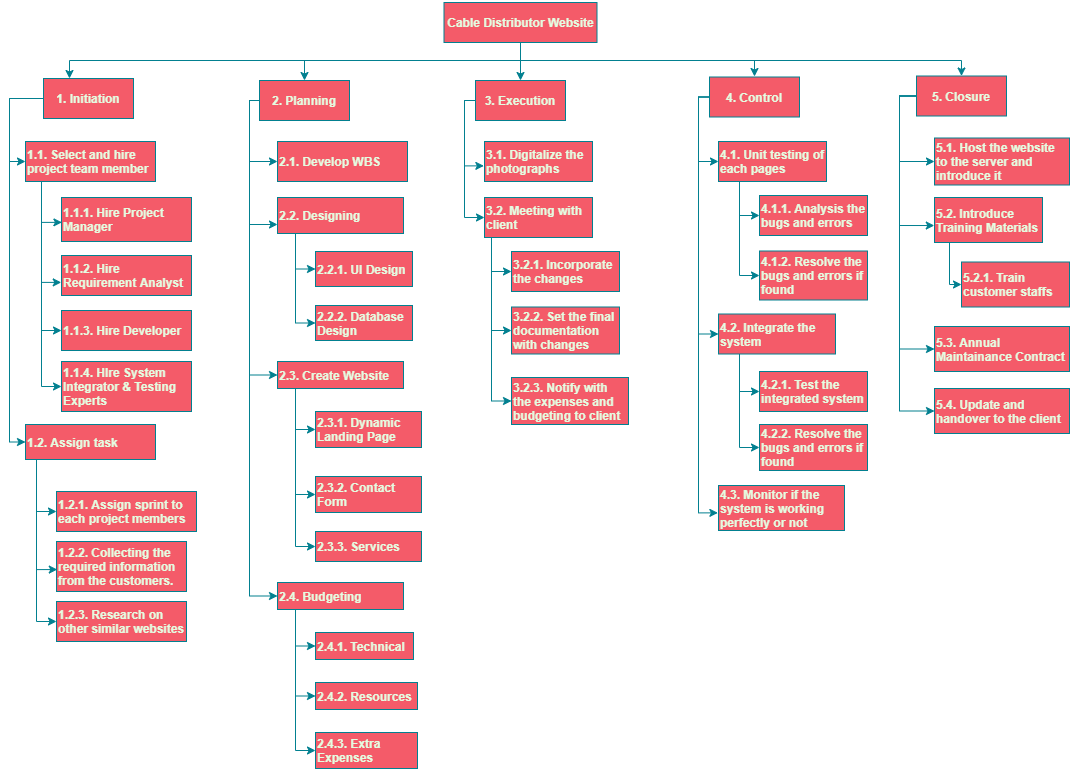 Cable Distributor Website
1. Initiation
1.1. Select and hire
project team member
1.1.1. Hire Project
Manager
1.1.2. Hire
Requirement Analyst
1.1.3. Hire Developer
1.1.4. HIre System
Integrator & Testing
Experts
1.2. Assign task
1.2.1. Assign sprint to
each project members
1.2.2. Collecting the
required information
from the customers.
1.2.3. Research on
other similar websites
2. Planning
2.1. Develop WBS
2.2. Designing
2.2.1. UI Design
2.2.2. Database
Design
2.3. Create Website
2.3.1. Dynamic
Landing Page
2.3.2. Contact
Form
2.3.3. Services
2.4. Budgeting
2.4.1. Technical
2.4.2. Resources
2.4.3. Extra
Expenses
3. Execution
3.1. Digitalize the
photographs
3.2. Meeting with
client
3.2.1. Incorporate
the changes
3.2.2. Set the final
documentation
with changes
3.2.3. Notify with
the expenses and
budgeting to client
4. Control
4.1. Unit testing of
each pages
4.1.1. Analysis the
bugs and errors
4.1.2. Resolve the
bugs and errors if
found
4.2. Integrate the
system
4.2.1. Test the
integrated system
4.2.2. Resolve the
bugs and errors if
found
4.3. Monitor if the
system is working
perfectly or not
5. Closure
5.1. Host the website
to the server and
introduce it
5.2. Introduce
Training Materials
5.2.1. Train
customer staffs
5.3. Annual
Maintainance Contract
5.4. Update and
handover to the client